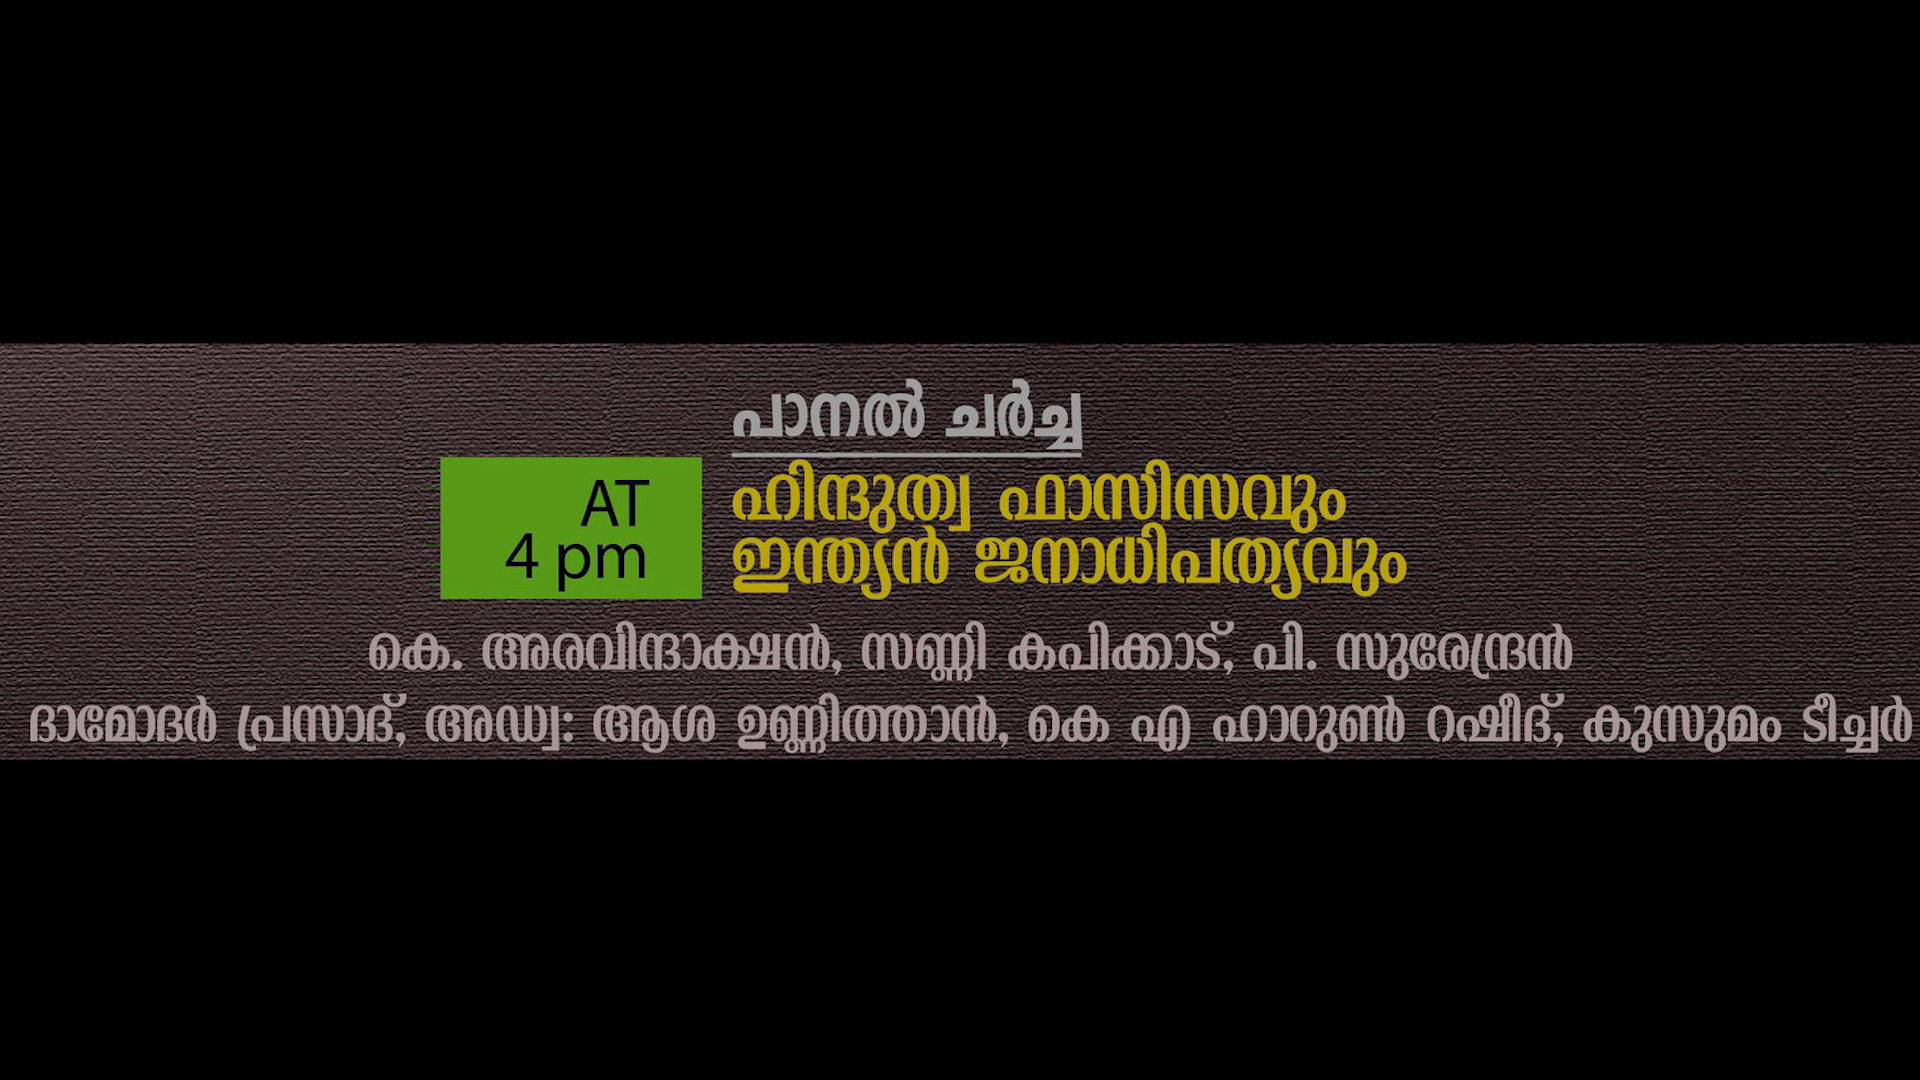 പാനൽ ചർച്ച
AT
4 pm
ഹിന്ദുത്വ ഫാസിസവും
ഇന്ത്യൻ ജനാധിപത്യവും
കെ. അരവിന്ദാക്ഷൻ, സണ്ണി കപിക്കാട്, പി. സുരേന്ദ്രൻ
ദാമോദർ പ്രസാദ്, അഡ്വ: ആശ ഉണ്ണിത്താൻ, കെ എ ഹാറുൺ റഷീദ്, കുസുമം ടീച്ചർ